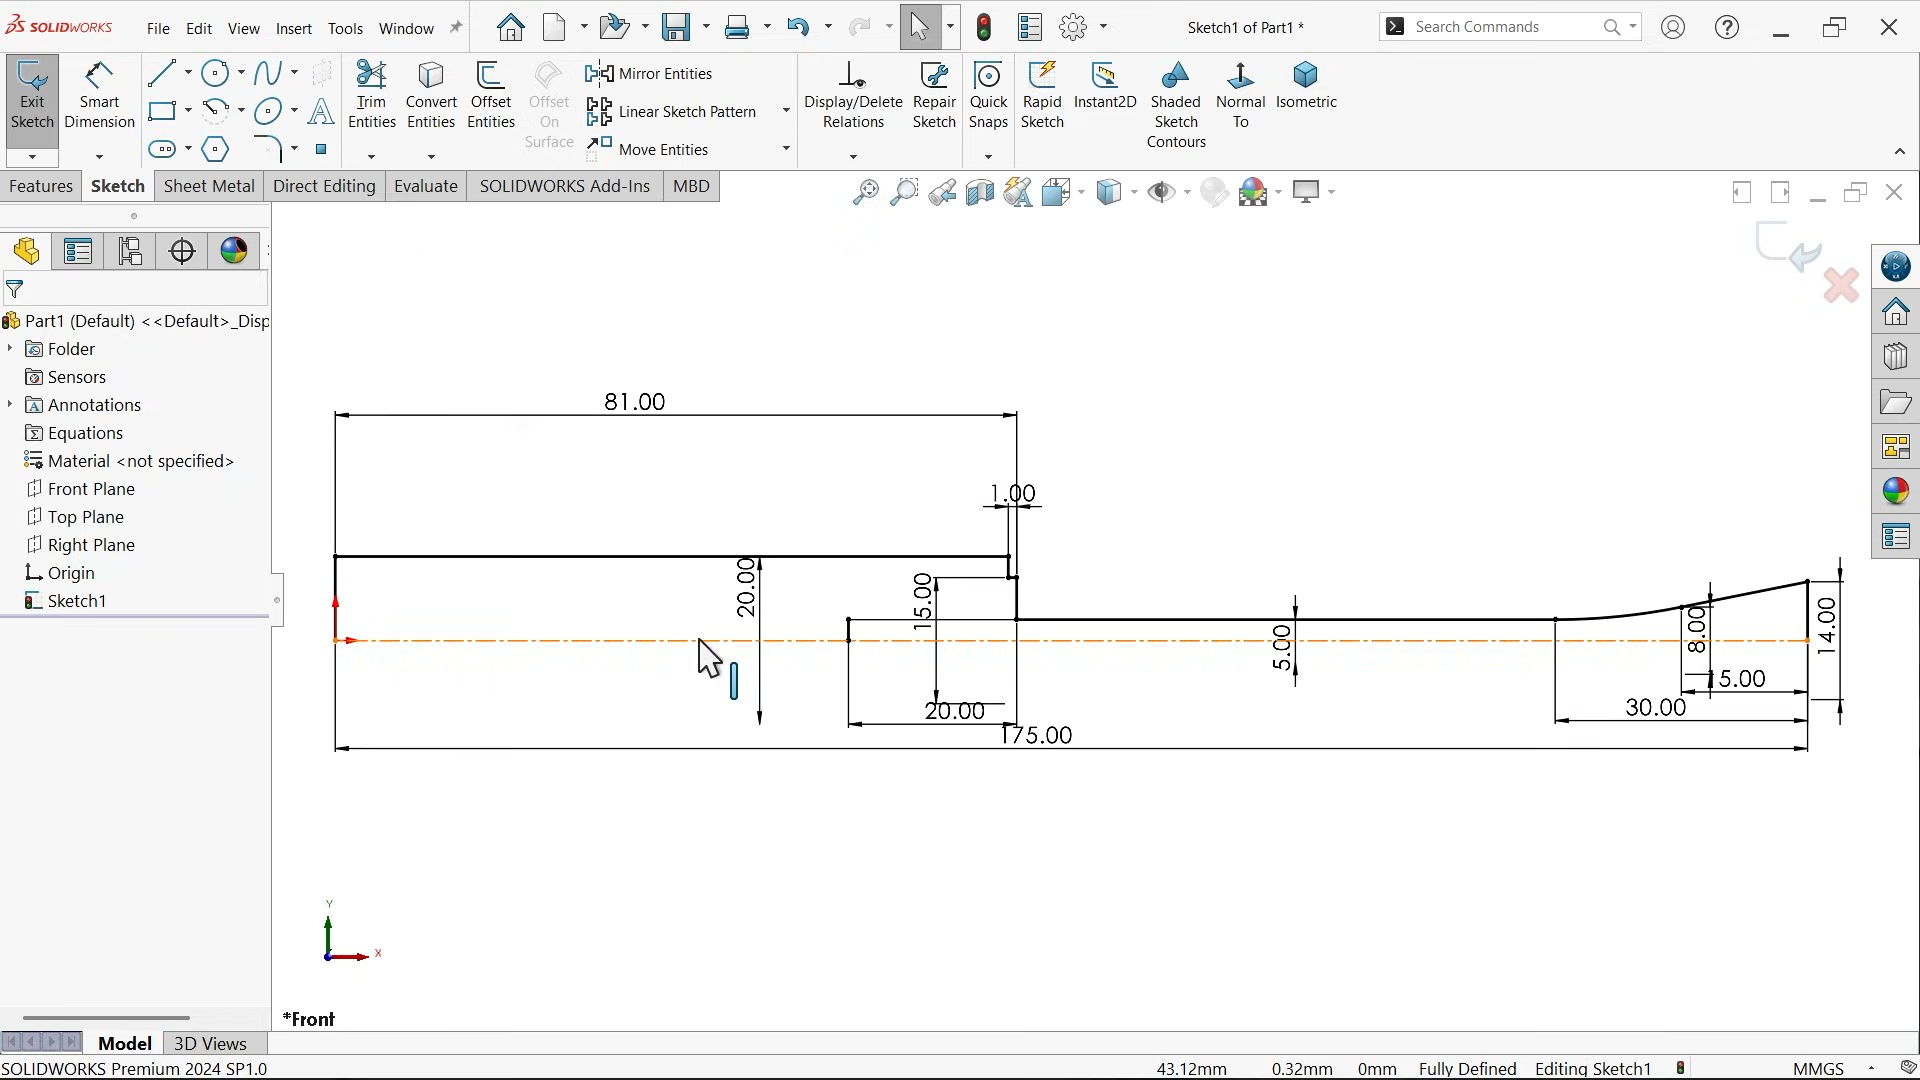 SOLIDWORKS
File Edit View Insert Tools Window
Sketch1 of Part1 *
Search Commands
Exit Sketch
Smart Dimension
Trim Entities
Convert Entities
Offset Entities
Offset On Surface
Mirror Entities
Linear Sketch Pattern
Move Entities
Display/Delete Relations
Repair Sketch
Quick Snaps
Rapid Sketch
Instant2D
Shaded Sketch Contours
Normal To
Isometric
Features Sketch Sheet Metal Direct Editing Evaluate SOLIDWORKS Add-Ins MBD
Part1 (Default) <<Default>_Disp
Folder
Sensors
Annotations
Equations
Material <not specified>
Front Plane
Top Plane
Right Plane
Origin
Sketch1
81.00
1.00
20.00
15.00
5.00
8.00
14.00
5.00
20.00
30.00
175.00
Y
X
*Front
Model 3D Views
SOLIDWORKS Premium 2024 SP1.0
43.12mm 0.32mm 0mm Fully Defined Editing Sketch1 MMGS